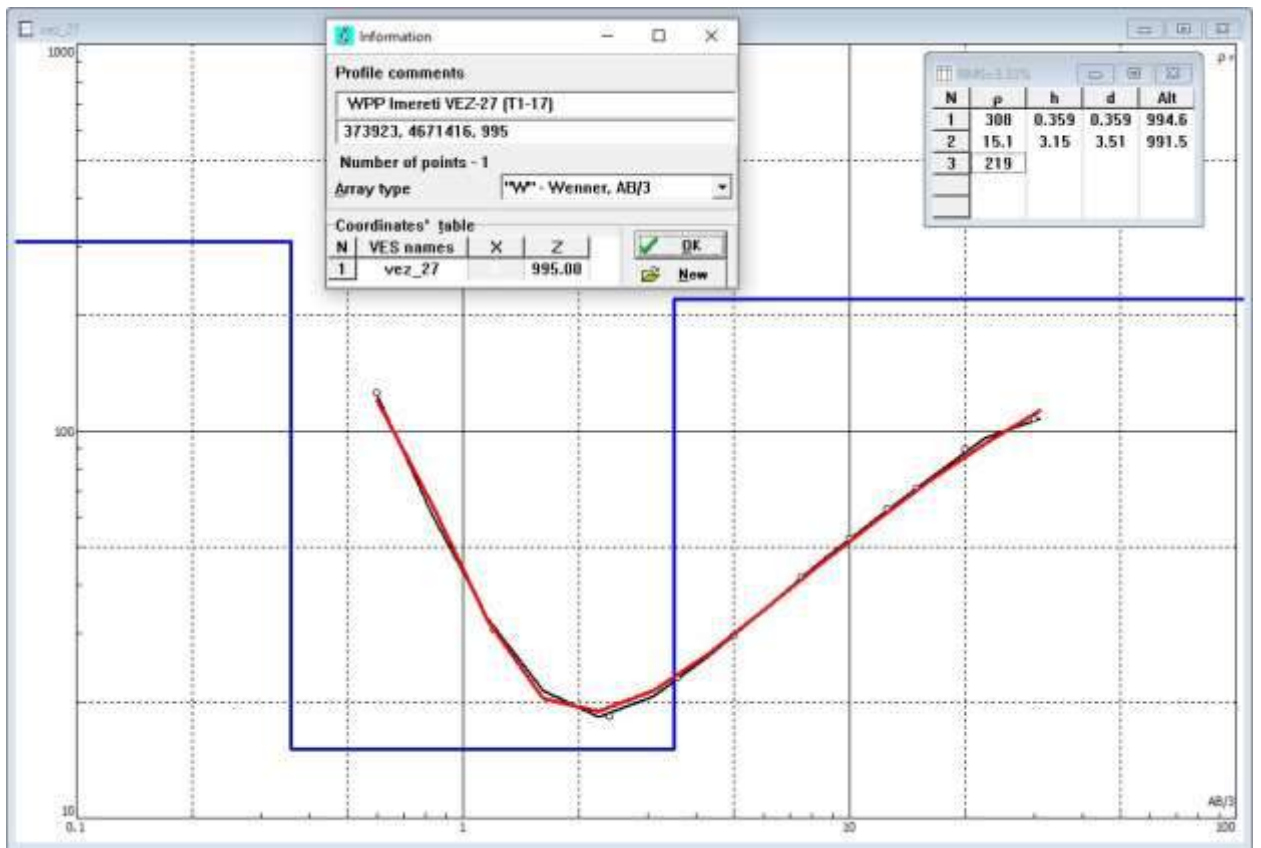 vez_27
Information
Profile comments
WPP Imereti VEZ-27 (T1-17)
373923, 4671416, 995
Number of points - 1
Array type "W" - Wenner, AB/3
Coordinates' table
N VES names X Z
1 vez_27 995.00
OK
New
N ρ h d Alt
1 308 0.359 0.359 994.6
2 15.1 3.15 3.51 991.5
3 219
1000
100
10
0.1 1 10 100
AB/3